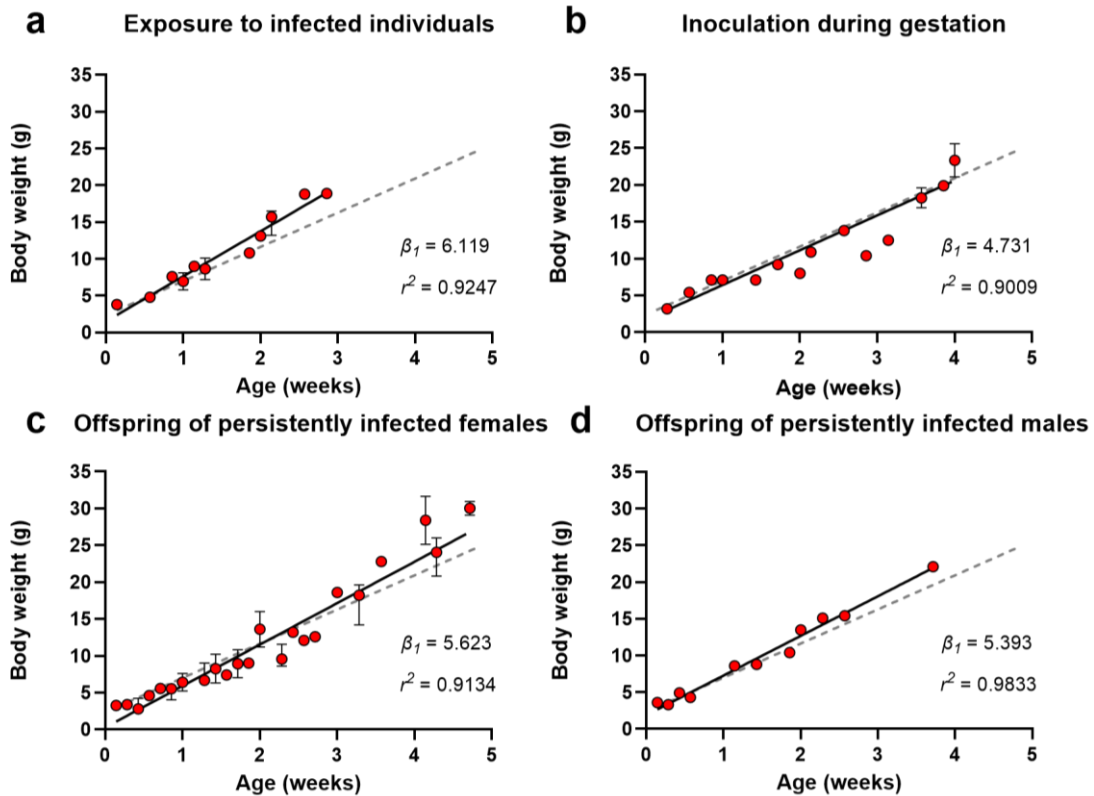 a Exposure to infected individuals
35
30
25
20
15
10
5
0
Body weight (g)
β1 = 6.119
r2 = 0.9247
0 1 2 3 4 5
Age (weeks)
b Inoculation during gestation
35
30
25
20
15
10
5
0
Body weight (g)
β1 = 4.731
r2 = 0.9009
0 1 2 3 4 5
Age (weeks)
c Offspring of persistently infected females
35
30
25
20
15
10
5
0
Body weight (g)
β1 = 5.623
r2 = 0.9134
0 1 2 3 4 5
Age (weeks)
d Offspring of persistently infected males
35
30
25
20
15
10
5
0
Body weight (g)
β1 = 5.393
r2 = 0.9833
0 1 2 3 4 5
Age (weeks)